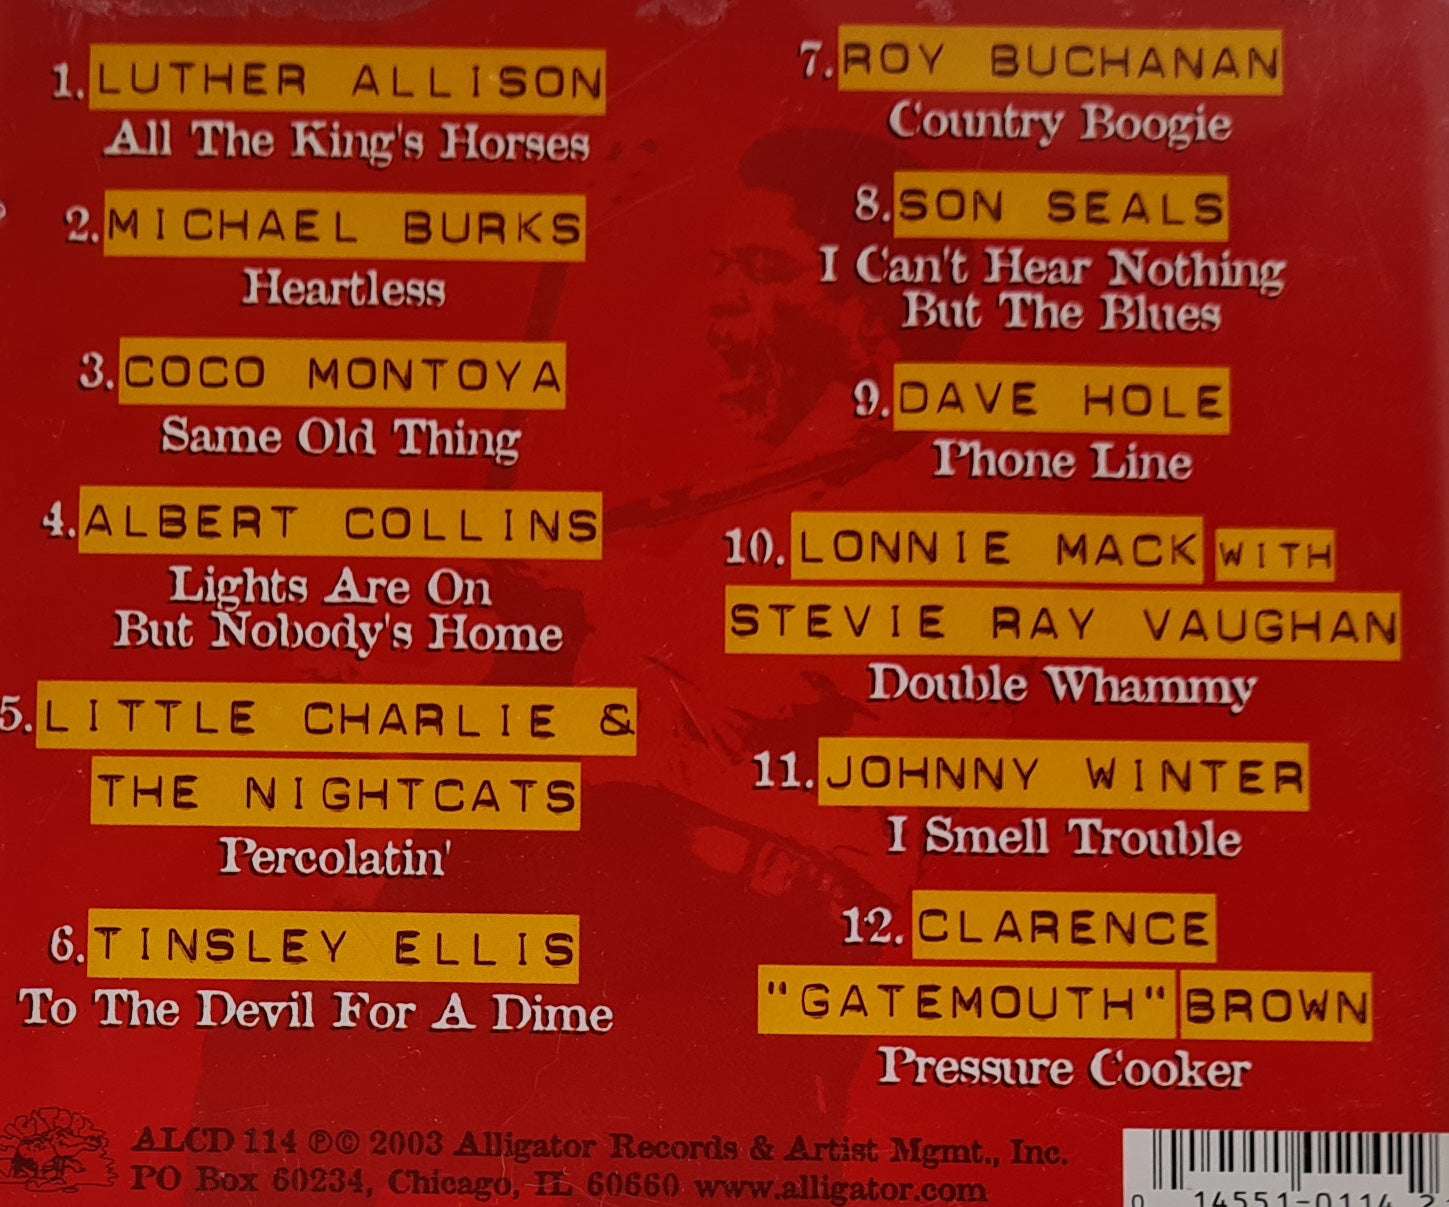 1. LUTHER ALLISON
All The King's Horses
2. MICHAEL BURKS
Heartless
3. COCO MONTOYA
Same Old Thing
4. ALBERT COLLINS
Lights Are On
But Nobody's Home
5. LITTLE CHARLIE &
THE NIGHTCATS
Percolatin'
6. TINSLEY ELLIS
To The Devil For A Dime
7. ROY BUCHANAN
Country Boogie
8. SON SEALS
I Can't Hear Nothing
But The Blues
9. DAVE HOLE
Phone Line
10. LONNIE MACK WITH
STEVIE RAY VAUGHAN
Double Whammy
11. JOHNNY WINTER
I Smell Trouble
12. CLARENCE
"GATEMOUTH" BROWN
Pressure Cooker
ALCD 114 ℗© 2003 Alligator Records & Artist Mgmt., Inc.
PO Box 60234, Chicago, IL 60660 www.alligator.com
0 14551-0114 2